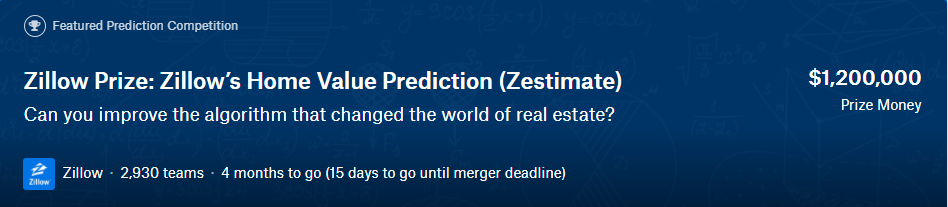 Featured Prediction Competition
Zillow Prize: Zillow’s Home Value Prediction (Zestimate)
$1,200,000
Can you improve the algorithm that changed the world of real estate?
Prize Money
Zillow
Zillow · 2,930 teams · 4 months to go (15 days to go until merger deadline)